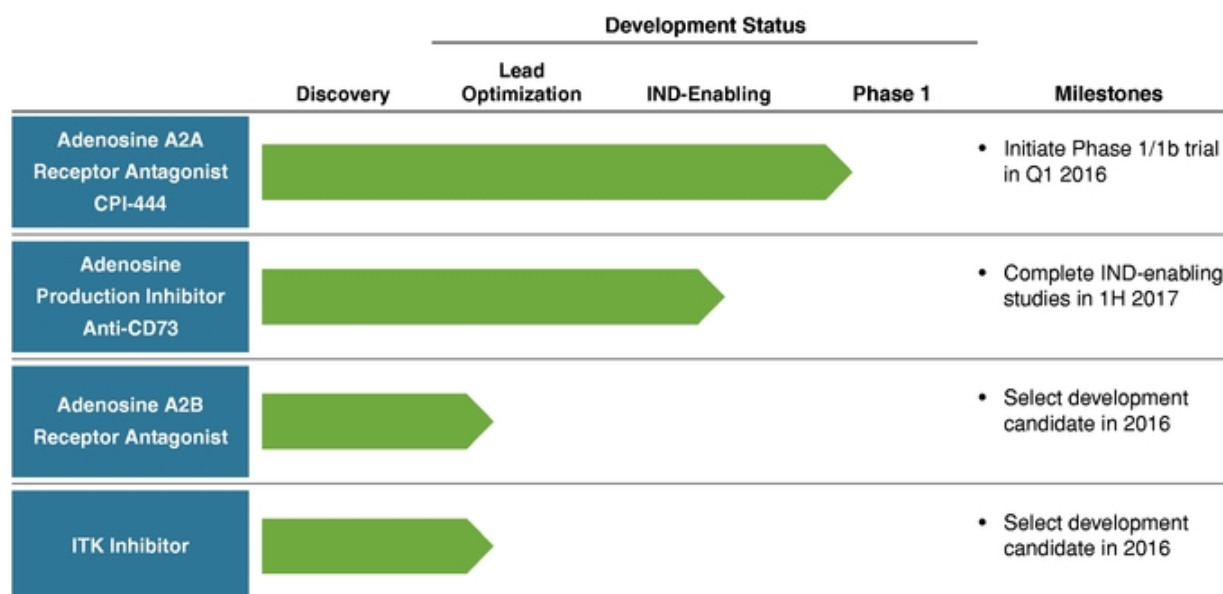 Development Status
Discovery
Lead
Optimization
IND-Enabling
Phase 1
Milestones
Adenosine A2A
Receptor Antagonist
CPI-444
• Initiate Phase 1/1b trial
in Q1 2016
Adenosine
Production Inhibitor
Anti-CD73
• Complete IND-enabling
studies in 1H 2017
Adenosine A2B
Receptor Antagonist
• Select development
candidate in 2016
ITK Inhibitor
• Select development
candidate in 2016